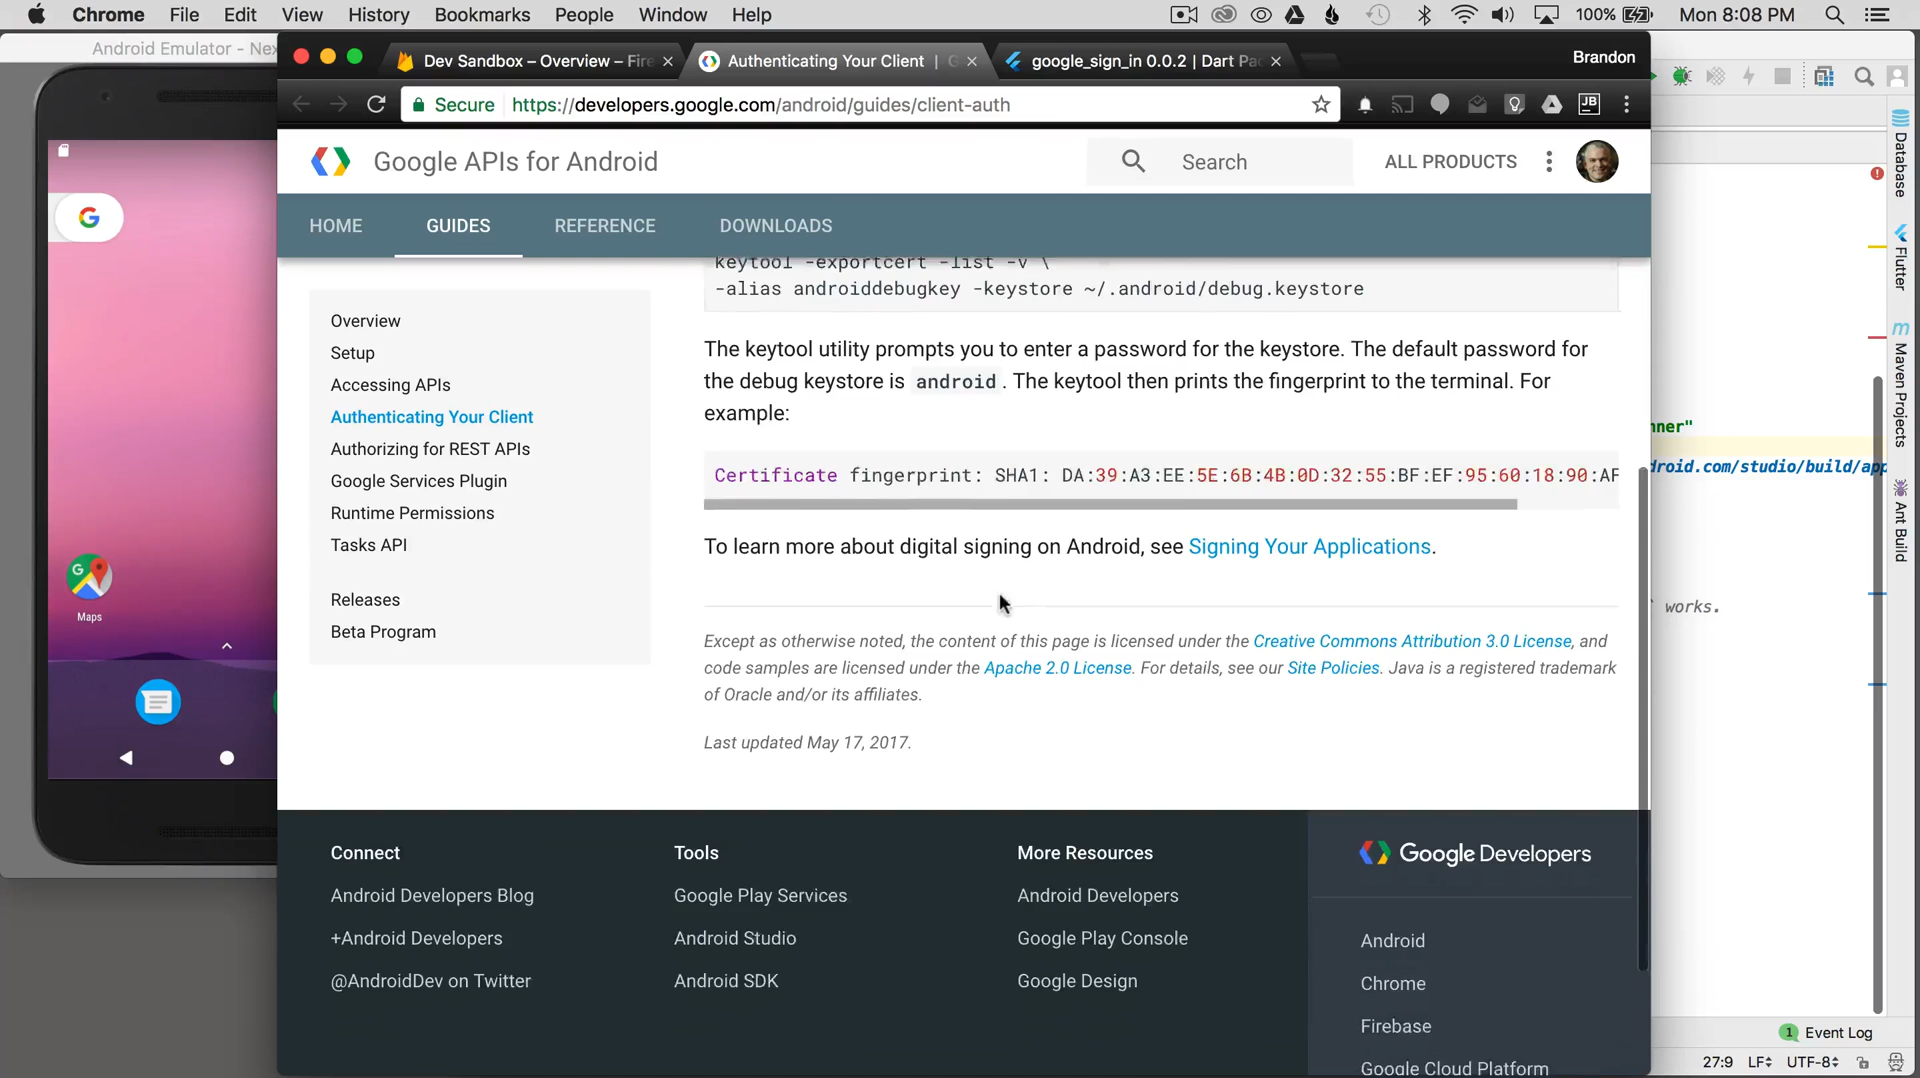 Chrome File Edit View History Bookmarks People Window Help 100% Mon 8:08 PM
Android Emulator - Nex
Dev Sandbox – Overview – Fire
Authenticating Your Client | G
google_sign_in 0.0.2 | Dart Pac
Brandon
Secure https://developers.google.com/android/guides/client-auth
JB
Google APIs for Android
Search
ALL PRODUCTS
HOME GUIDES REFERENCE DOWNLOADS
keytool -exportcert -list -v \
-alias androiddebugkey -keystore ~/.android/debug.keystore
Overview
Setup
Accessing APIs
Authenticating Your Client
Authorizing for REST APIs
Google Services Plugin
Runtime Permissions
Tasks API
Releases
Beta Program
The keytool utility prompts you to enter a password for the keystore. The default password for
the debug keystore is android . The keytool then prints the fingerprint to the terminal. For
example:
Certificate fingerprint: SHA1: DA:39:A3:EE:5E:6B:4B:0D:32:55:BF:EF:95:60:18:90:AF
To learn more about digital signing on Android, see Signing Your Applications.
Except as otherwise noted, the content of this page is licensed under the Creative Commons Attribution 3.0 License, and
code samples are licensed under the Apache 2.0 License. For details, see our Site Policies. Java is a registered trademark
of Oracle and/or its affiliates.
Last updated May 17, 2017.
Connect
Android Developers Blog
+Android Developers
@AndroidDev on Twitter
Tools
Google Play Services
Android Studio
Android SDK
More Resources
Android Developers
Google Play Console
Google Design
Google Developers
Android
Chrome
Firebase
Google Cloud Platform
G
Maps
Database
Flutter
Maven Projects
Ant Build
nner"
droid.com/studio/build/app
works.
1 Event Log
27:9 LF UTF-8